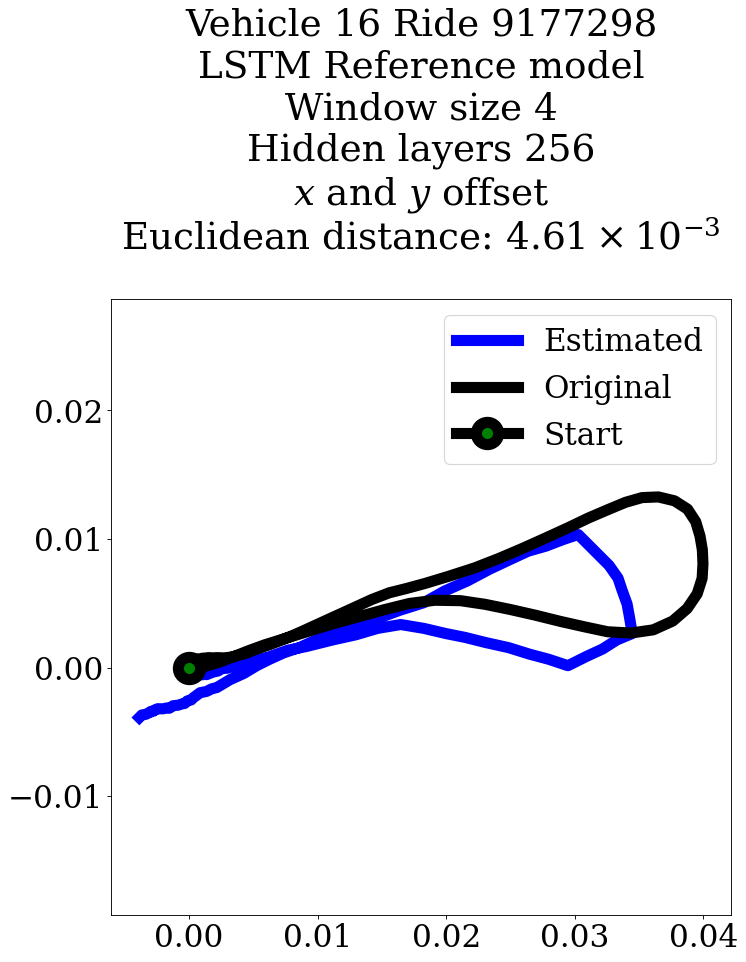 Vehicle 16 Ride 9177298
LSTM Reference model
Window size 4
Hidden layers 256
x and y offset
Euclidean distance: 4.61 × 10⁻³
Estimated
Original
Start
0.02
0.01
0.00
−0.01
0.00 0.01 0.02 0.03 0.04